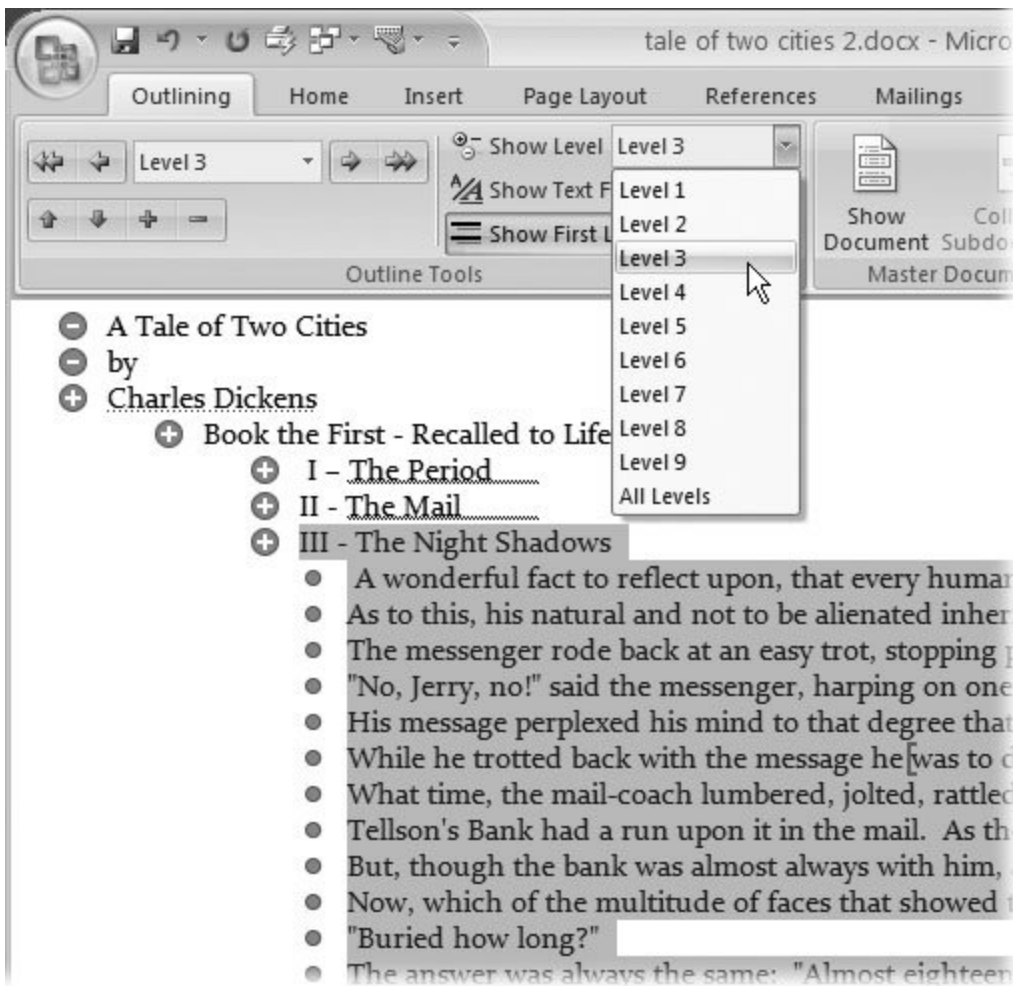 tale of two cities 2.docx - Micro
Outlining Home Insert Page Layout References Mailings
Level 3
Show Level Level 3
Show Text F
Show First L
Level 1
Level 2
Level 3
Level 4
Level 5
Level 6
Level 7
Level 8
Level 9
All Levels
Show Document
Coll
Subdo
Outline Tools
Master Docum
A Tale of Two Cities
by
Charles Dickens
Book the First - Recalled to Life
I – The Period
II - The Mail
III - The Night Shadows
A wonderful fact to reflect upon, that every human
As to this, his natural and not to be alienated inher
The messenger rode back at an easy trot, stopping
"No, Jerry, no!" said the messenger, harping on one
His message perplexed his mind to that degree that
While he trotted back with the message he was to
What time, the mail-coach lumbered, jolted, rattled
Tellson's Bank had a run upon it in the mail. As th
But, though the bank was almost always with him,
Now, which of the multitude of faces that showed
"Buried how long?"
The answer was always the same: "Almost eighteen